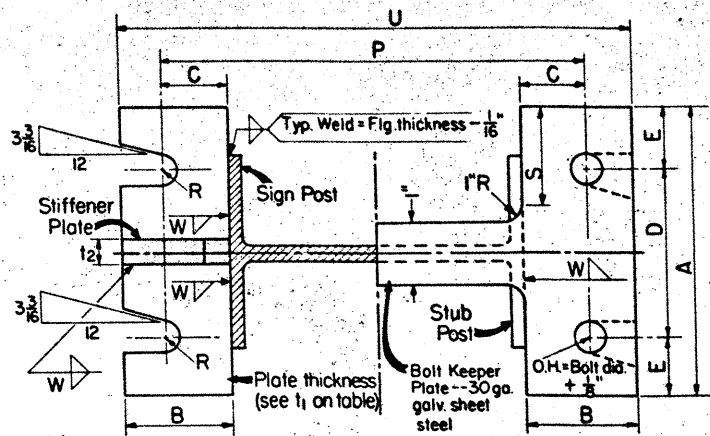 U
P
C
C
Typ. Weld = Flg. thickness - 1/16"
3 3/16
12
R
Sign Post
W
Stiffener
Plate
t2
W
1"
1"R
S
E
D
A
W
3 3/16
12
R
W
Stub
Post
Plate thickness
(see t1 on table)
Bolt Keeper
Plate--30 ga.
galv. sheet
steel
O.H.=Bolt dia.
+ 1/8"
E
B
B